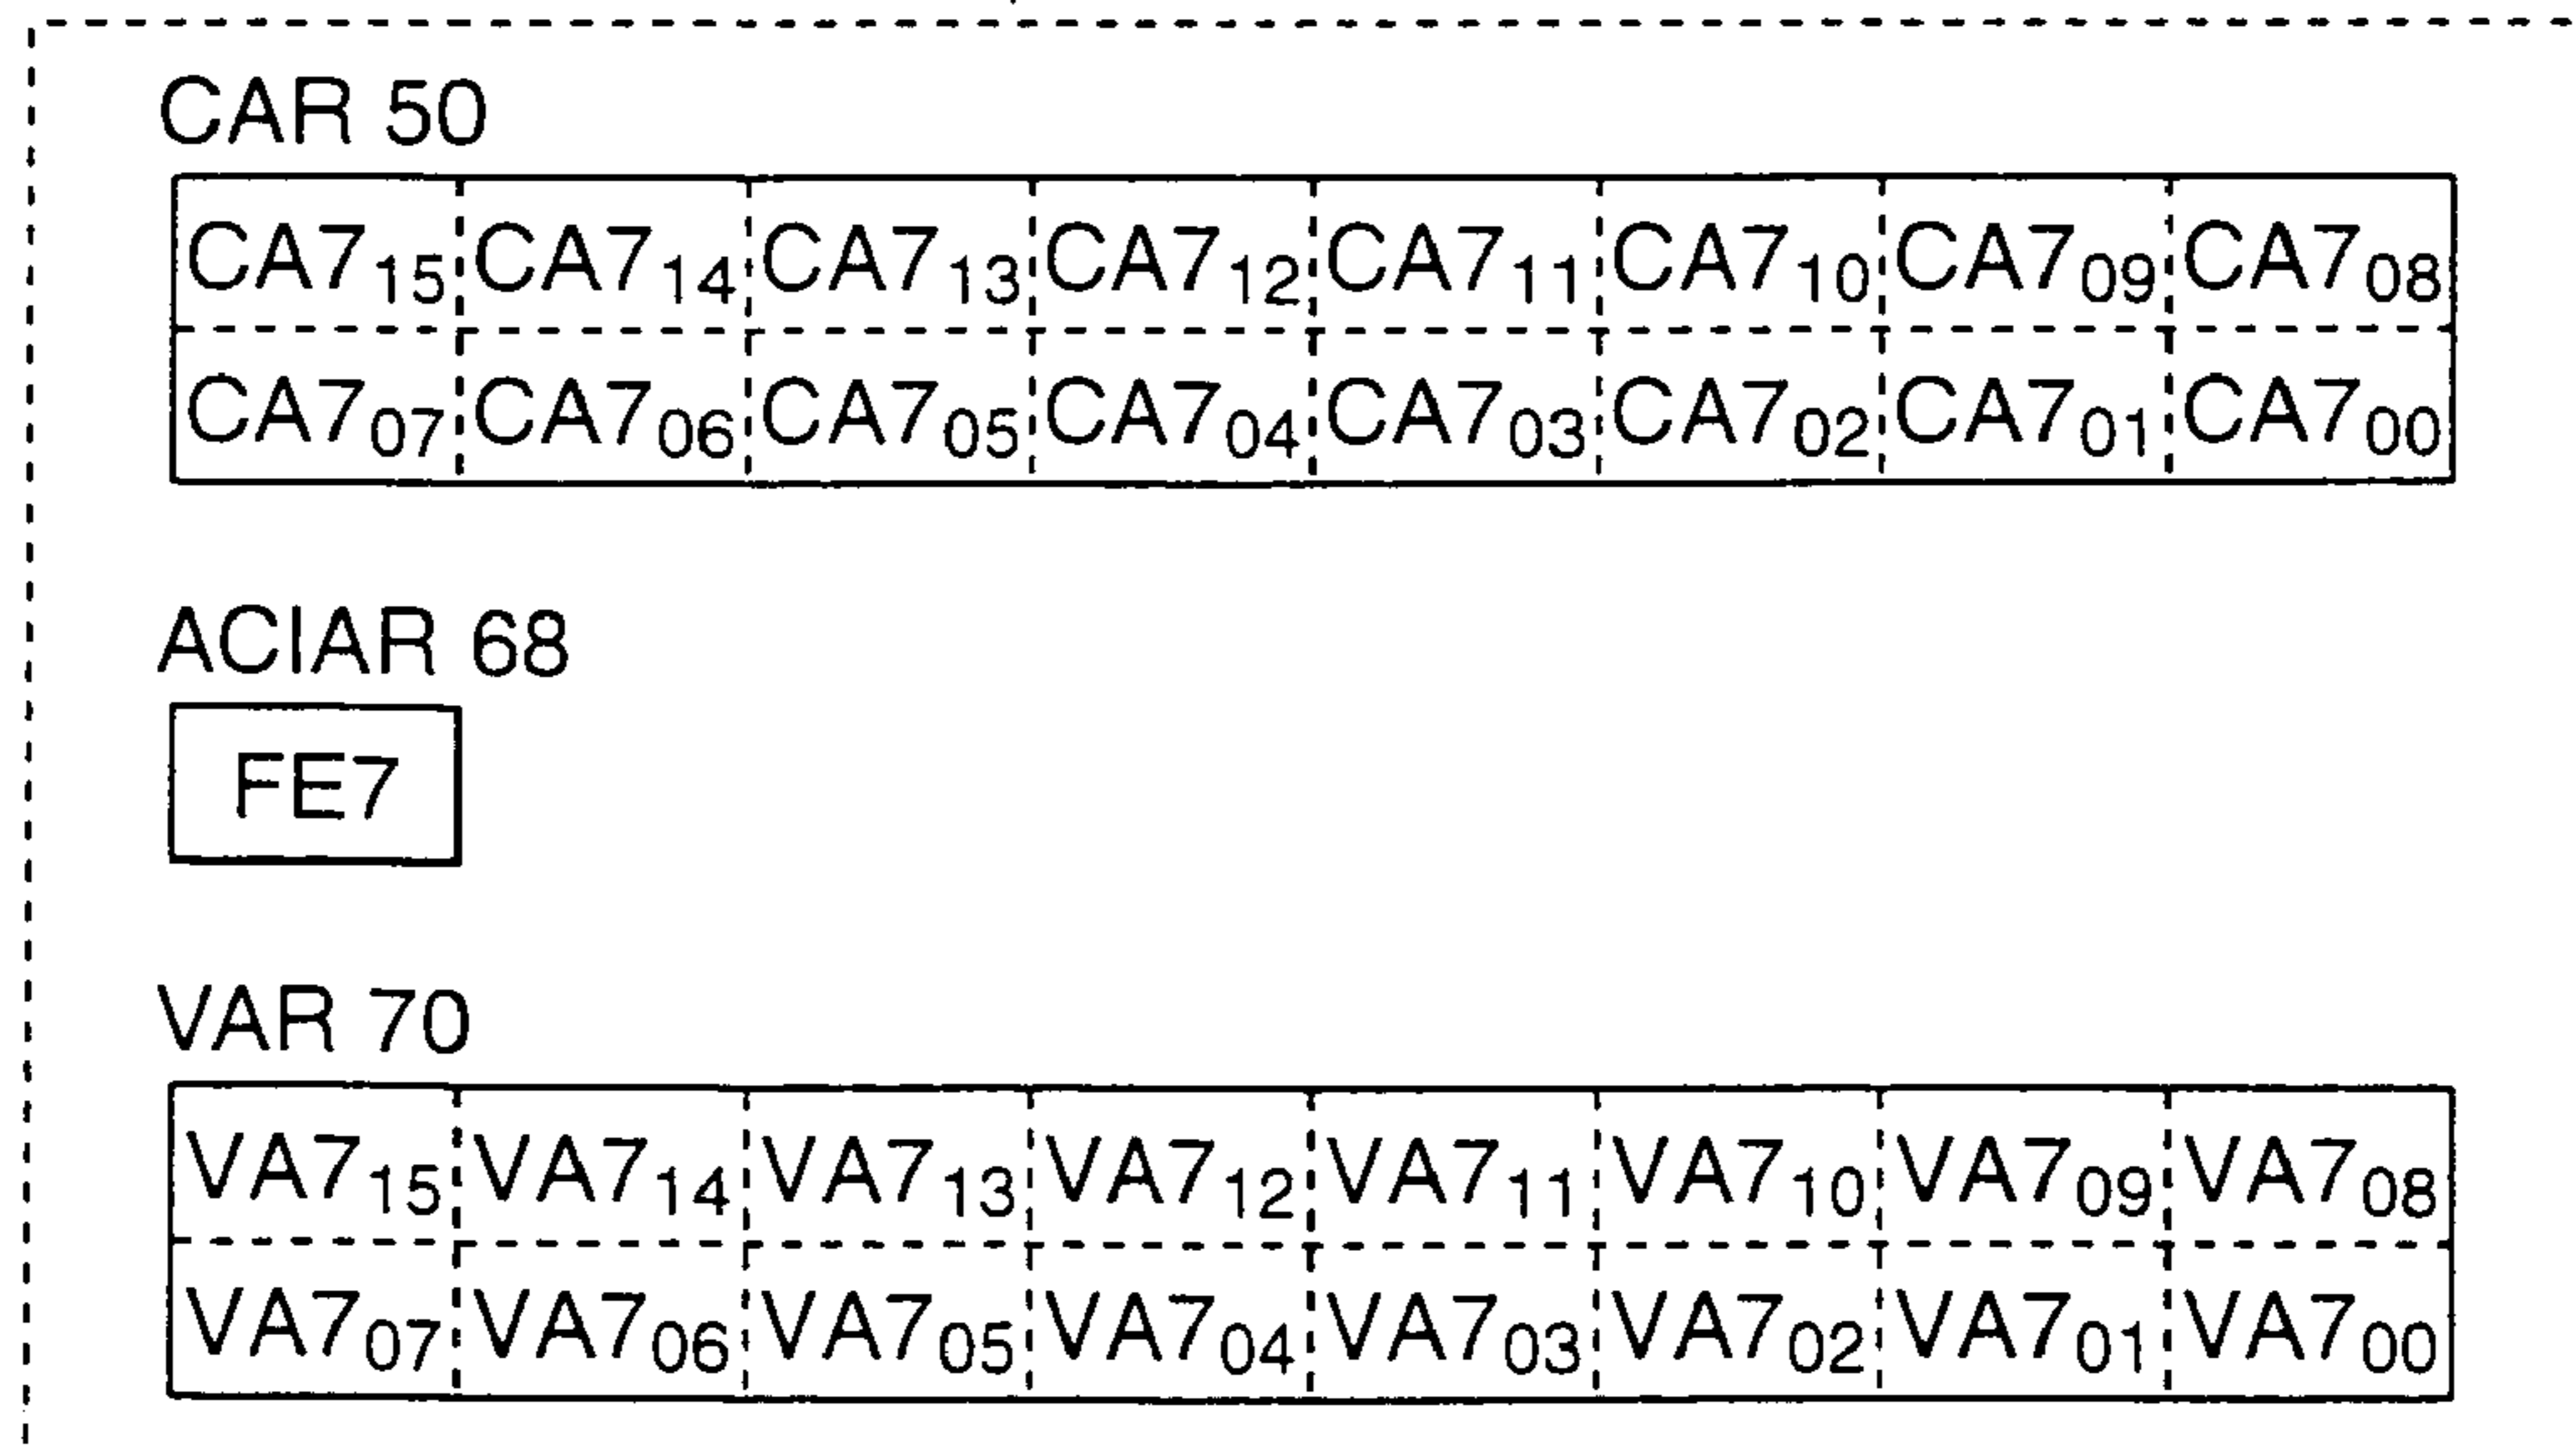 CAR 50
CA7₁₅ CA7₁₄ CA7₁₃ CA7₁₂ CA7₁₁ CA7₁₀ CA7₀₉ CA7₀₈
CA7₀₇ CA7₀₆ CA7₀₅ CA7₀₄ CA7₀₃ CA7₀₂ CA7₀₁ CA7₀₀
ACIAR 68
FE7
VAR 70
VA7₁₅ VA7₁₄ VA7₁₃ VA7₁₂ VA7₁₁ VA7₁₀ VA7₀₉ VA7₀₈
VA7₀₇ VA7₀₆ VA7₀₅ VA7₀₄ VA7₀₃ VA7₀₂ VA7₀₁ VA7₀₀